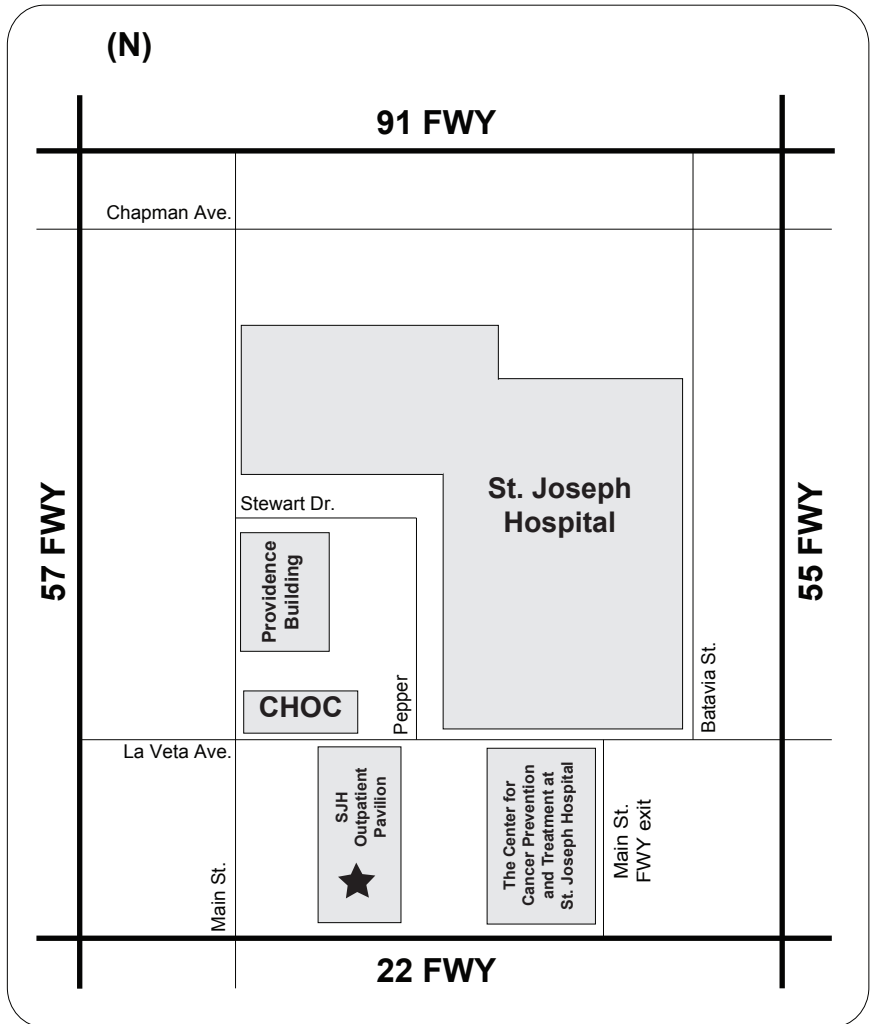 (N)
91 FWY
Chapman Ave.
57 FWY
St. Joseph
Hospital
55 FWY
Stewart Dr.
Providence
Building
CHOC
Pepper
Batavia St.
La Veta Ave.
Main St.
SJH
Outpatient
Pavilion
The Center for
Cancer Prevention
and Treatment at
St. Joseph Hospital
Main St.
FWY exit
22 FWY